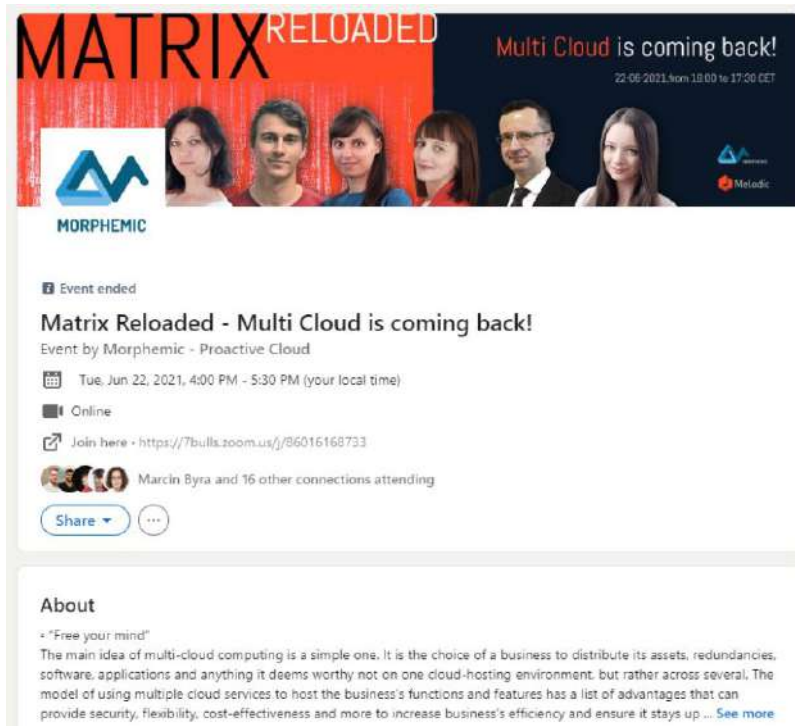 MATRIX RELOADED
Multi Cloud is coming back!
22-06-2021, from 16:00 to 17:30 CET
MORPHEMIC
Melodic
Event ended
Matrix Reloaded - Multi Cloud is coming back!
Event by Morphemic - Proactive Cloud
Tue, Jun 22, 2021, 4:00 PM - 5:30 PM (your local time)
Online
Join here · https://7bulls.zoom.us/j/86016168733
Marcin Byra and 16 other connections attending
Share
About
▫ "Free your mind"
The main idea of multi-cloud computing is a simple one. It is the choice of a business to distribute its assets, redundancies,
software, applications and anything it deems worthy not on one cloud-hosting environment, but rather across several. The
model of using multiple cloud services to host the business's functions and features has a list of advantages that can
provide security, flexibility, cost-effectiveness and more to increase business's efficiency and ensure it stays up ... See more